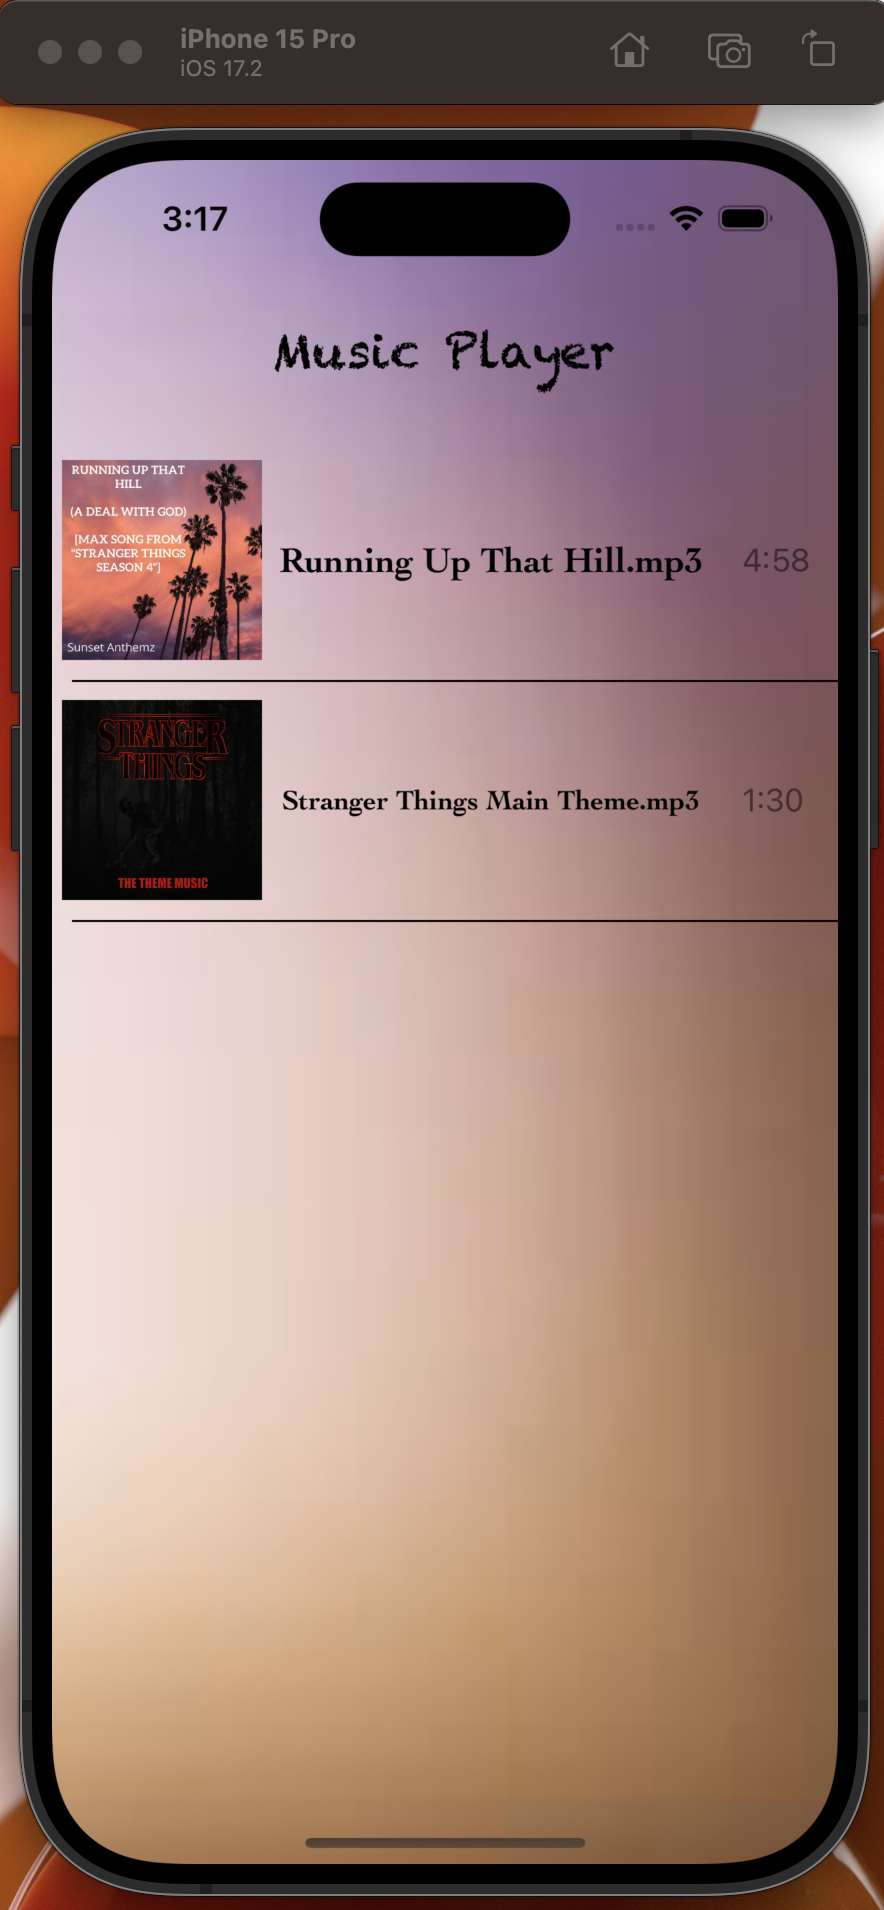 iPhone 15 Pro
iOS 17.2
3:17
Music Player
RUNNING UP THAT
HILL
(A DEAL WITH GOD)
[MAX SONG FROM
"STRANGER THINGS
SEASON 4"]
Sunset Anthemz
Running Up That Hill.mp3
4:58
STRANGER
THINGS
THE THEME MUSIC
Stranger Things Main Theme.mp3
1:30